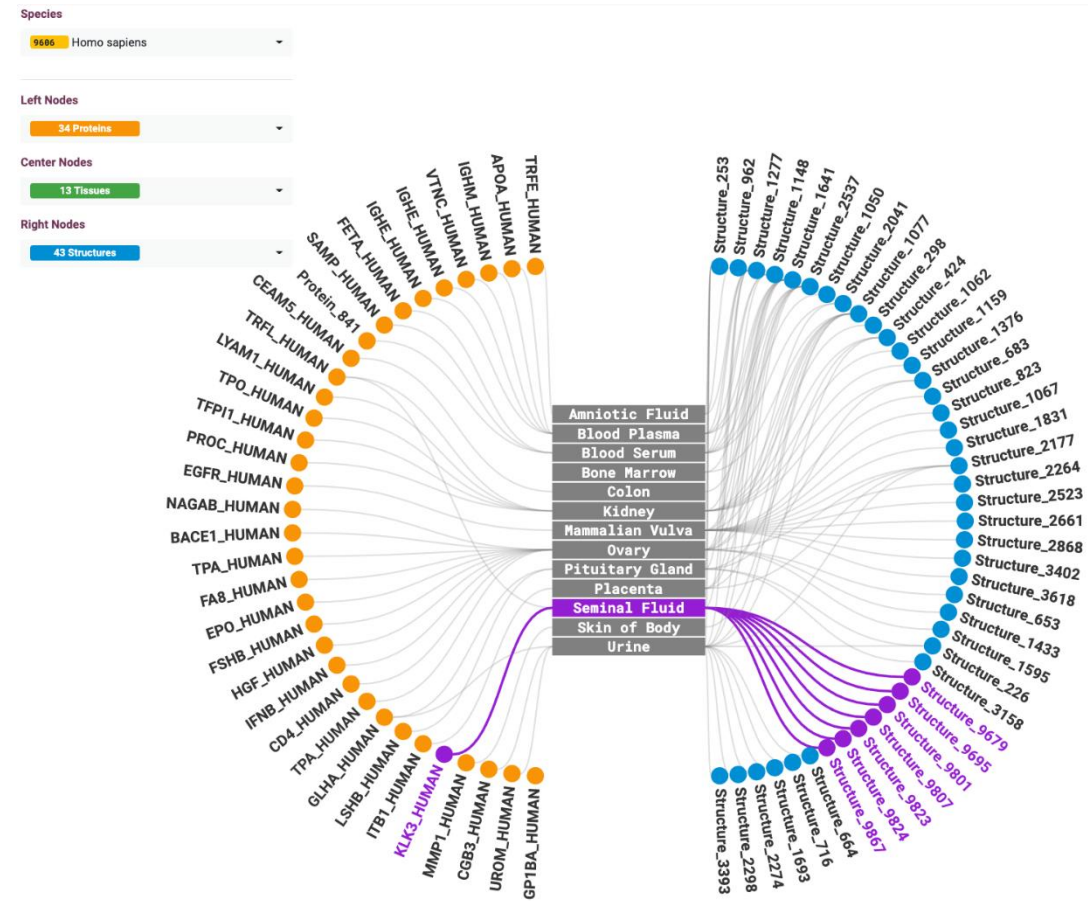 Species
9606 Homo sapiens
Left Nodes
34 Proteins
Center Nodes
13 Tissues
Right Nodes
43 Structures
TRFE_HUMAN
APOA_HUMAN
IGHM_HUMAN
VTNC_HUMAN
IGHE_HUMAN
IGHE_HUMAN
FETA_HUMAN
SAMP_HUMAN
Protein_841
CEAM5_HUMAN
TRFL_HUMAN
LYAM1_HUMAN
TPO_HUMAN
TFPI1_HUMAN
PROC_HUMAN
EGFR_HUMAN
NAGAB_HUMAN
BACE1_HUMAN
TPA_HUMAN
FA8_HUMAN
EPO_HUMAN
FSHB_HUMAN
HGF_HUMAN
IFNB_HUMAN
CD4_HUMAN
TPA_HUMAN
GLHA_HUMAN
LSHB_HUMAN
ITB1_HUMAN
KLK3_HUMAN
MMP1_HUMAN
CGB3_HUMAN
UROM_HUMAN
GP1BA_HUMAN
Amniotic Fluid
Blood Plasma
Blood Serum
Bone Marrow
Colon
Kidney
Mammalian Vulva
Ovary
Pituitary Gland
Placenta
Seminal Fluid
Skin of Body
Urine
Structure_253
Structure_962
Structure_1277
Structure_1148
Structure_1641
Structure_2537
Structure_1050
Structure_2041
Structure_1077
Structure_298
Structure_424
Structure_1062
Structure_1159
Structure_1376
Structure_683
Structure_823
Structure_1067
Structure_1831
Structure_2177
Structure_2264
Structure_2523
Structure_2661
Structure_2868
Structure_3402
Structure_3618
Structure_653
Structure_1433
Structure_1595
Structure_226
Structure_3158
Structure_9679
Structure_9695
Structure_9801
Structure_9807
Structure_9823
Structure_9824
Structure_9867
Structure_664
Structure_716
Structure_1693
Structure_2274
Structure_2298
Structure_3393